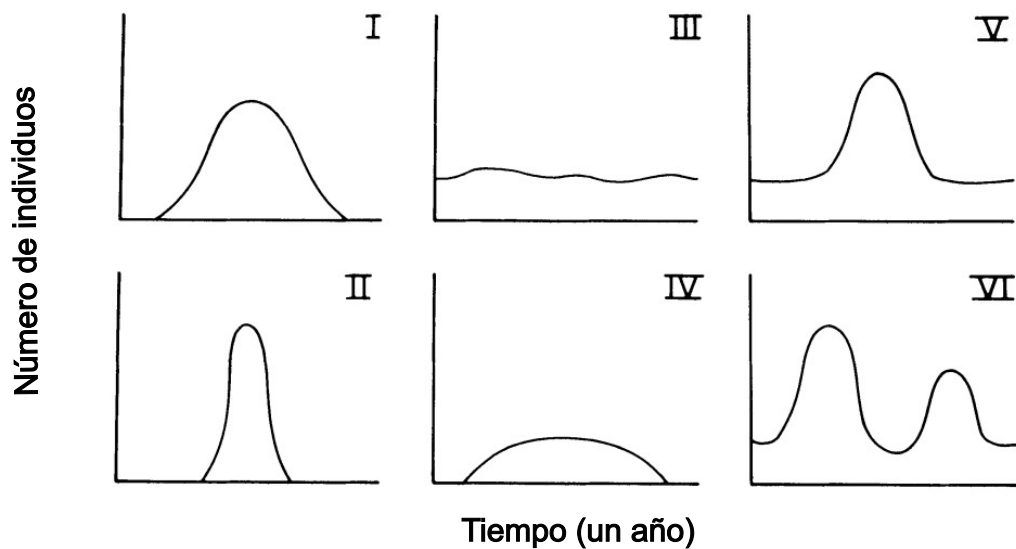 I
III
V
Número de individuos
II
IV
VI
Tiempo (un año)